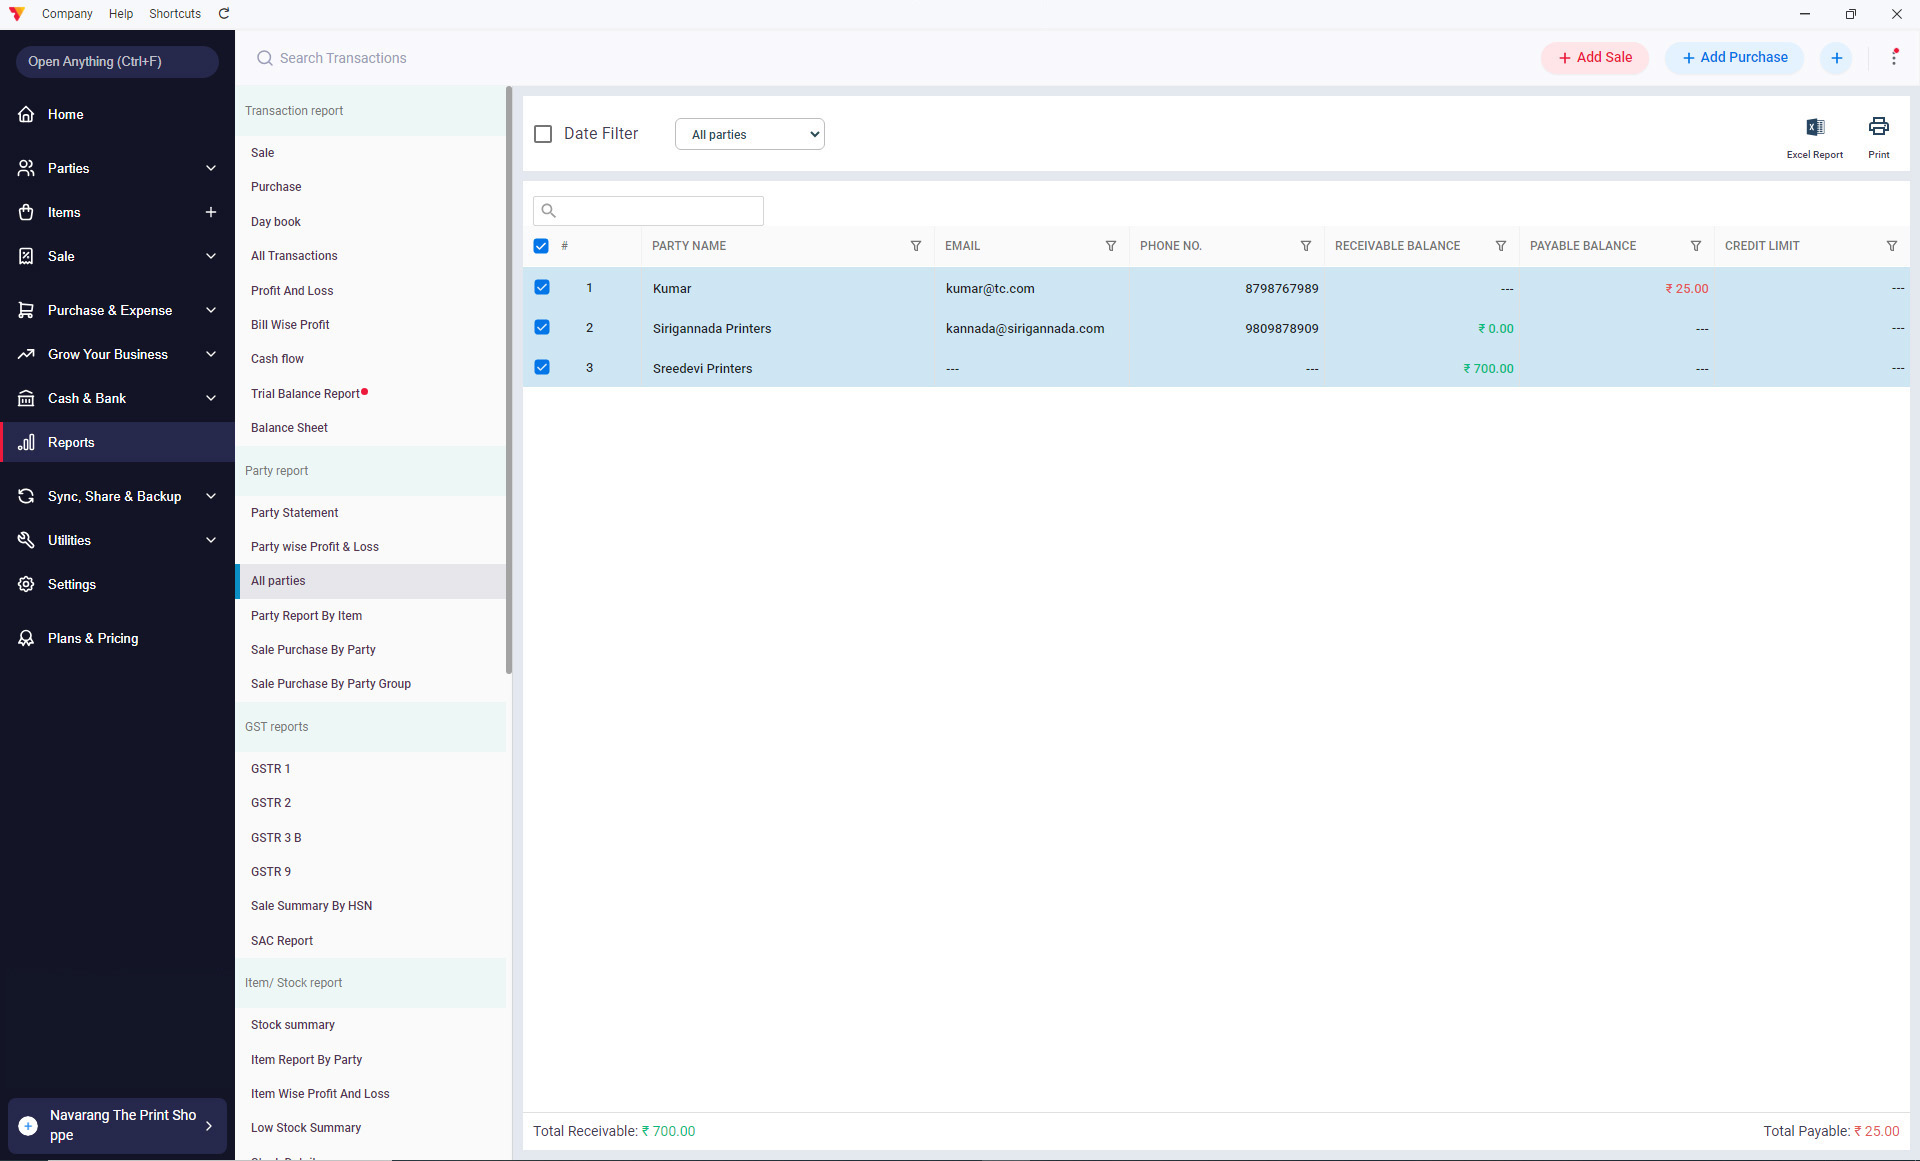 Company Help Shortcuts
Open Anything (Ctrl+F)
Search Transactions
+ Add Sale
+ Add Purchase
Home
Parties
Items
Sale
Purchase & Expense
Grow Your Business
Cash & Bank
Reports
Sync, Share & Backup
Utilities
Settings
Plans & Pricing
Navarang The Print Sho
ppe
Transaction report
Sale
Purchase
Day book
All Transactions
Profit And Loss
Bill Wise Profit
Cash flow
Trial Balance Report
Balance Sheet
Party report
Party Statement
Party wise Profit & Loss
All parties
Party Report By Item
Sale Purchase By Party
Sale Purchase By Party Group
GST reports
GSTR 1
GSTR 2
GSTR 3 B
GSTR 9
Sale Summary By HSN
SAC Report
Item/ Stock report
Stock summary
Item Report By Party
Item Wise Profit And Loss
Low Stock Summary
Date Filter
All parties
Excel Report
Print
# PARTY NAME EMAIL PHONE NO. RECEIVABLE BALANCE PAYABLE BALANCE CREDIT LIMIT
1 Kumar kumar@tc.com 8798767989 --- ₹ 25.00 ---
2 Sirigannada Printers kannada@sirigannada.com 9809878909 ₹ 0.00 --- ---
3 Sreedevi Printers --- --- ₹ 700.00 --- ---
Total Receivable: ₹ 700.00
Total Payable: ₹ 25.00